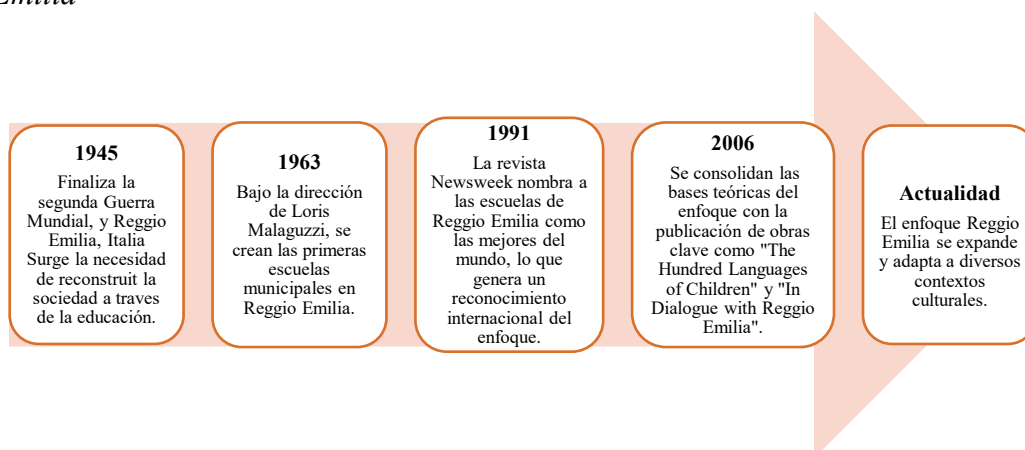 Emilia
1945
Finaliza la
segunda Guerra
Mundial, y Reggio
Emilia, Italia
Surge la necesidad
de reconstruit la
sociedad a traves
de la educación.
1963
Bajo la dirección
de Loris
Malaguzzi, se
crean las primeras
escuelas
municipales en
Reggio Emilia.
1991
La revista
Newsweek nombra a
las escuelas de
Reggio Emilia como
las mejores del
mundo, lo que
genera un
reconocimiento
internacional del
enfoque.
2006
Se consolidan las
bases teóricas del
enfoque con la
publicación de obras
clave como "The
Hundred Languages
of Children" y "In
Dialogue with Reggio
Emilia".
Actualidad
El enfoque Reggio
Emilia se expande
y adapta a diversos
contextos
culturales.